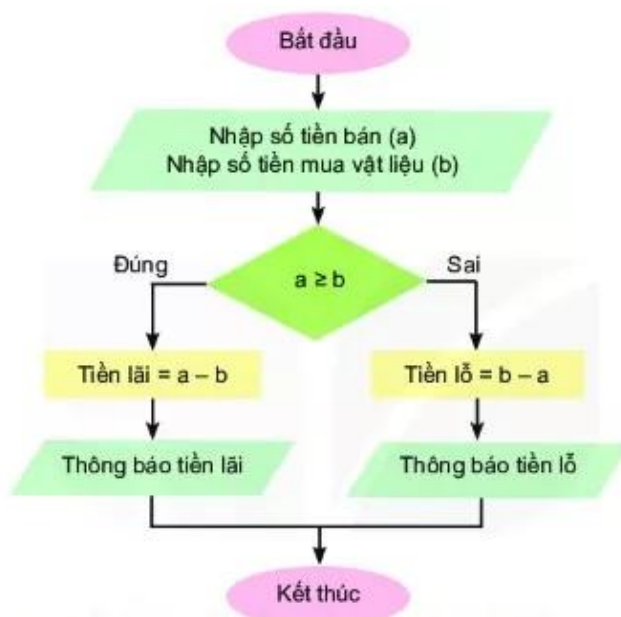 Bắt đầu
Nhập số tiền bán (a)
Nhập số tiền mua vật liệu (b)
Đúng
a ≥ b
Sai
Tiền lãi = a – b
Tiền lỗ = b – a
Thông báo tiền lãi
Thông báo tiền lỗ
Kết thúc